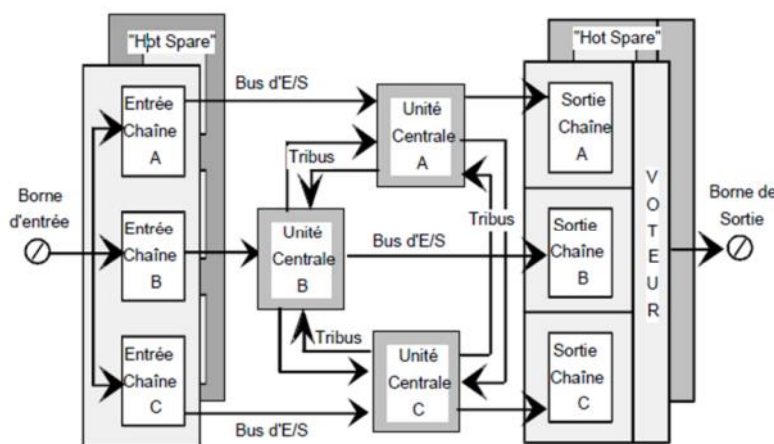 "Hot Spare"
"Hot Spare"
Bus d'E/S
Entrée
Chaîne
A
Unité
Centrale
A
Sortie
Chaîne
A
Tribus
Borne
d'entrée
Entrée
Chaîne
B
Unité
Centrale
B
Tribus
Bus d'E/S
Sortie
Chaîne
B
VOTEUR
Borne de
Sortie
Tribus
Entrée
Chaîne
C
Unité
Centrale
C
Sortie
Chaîne
C
Bus d'E/S